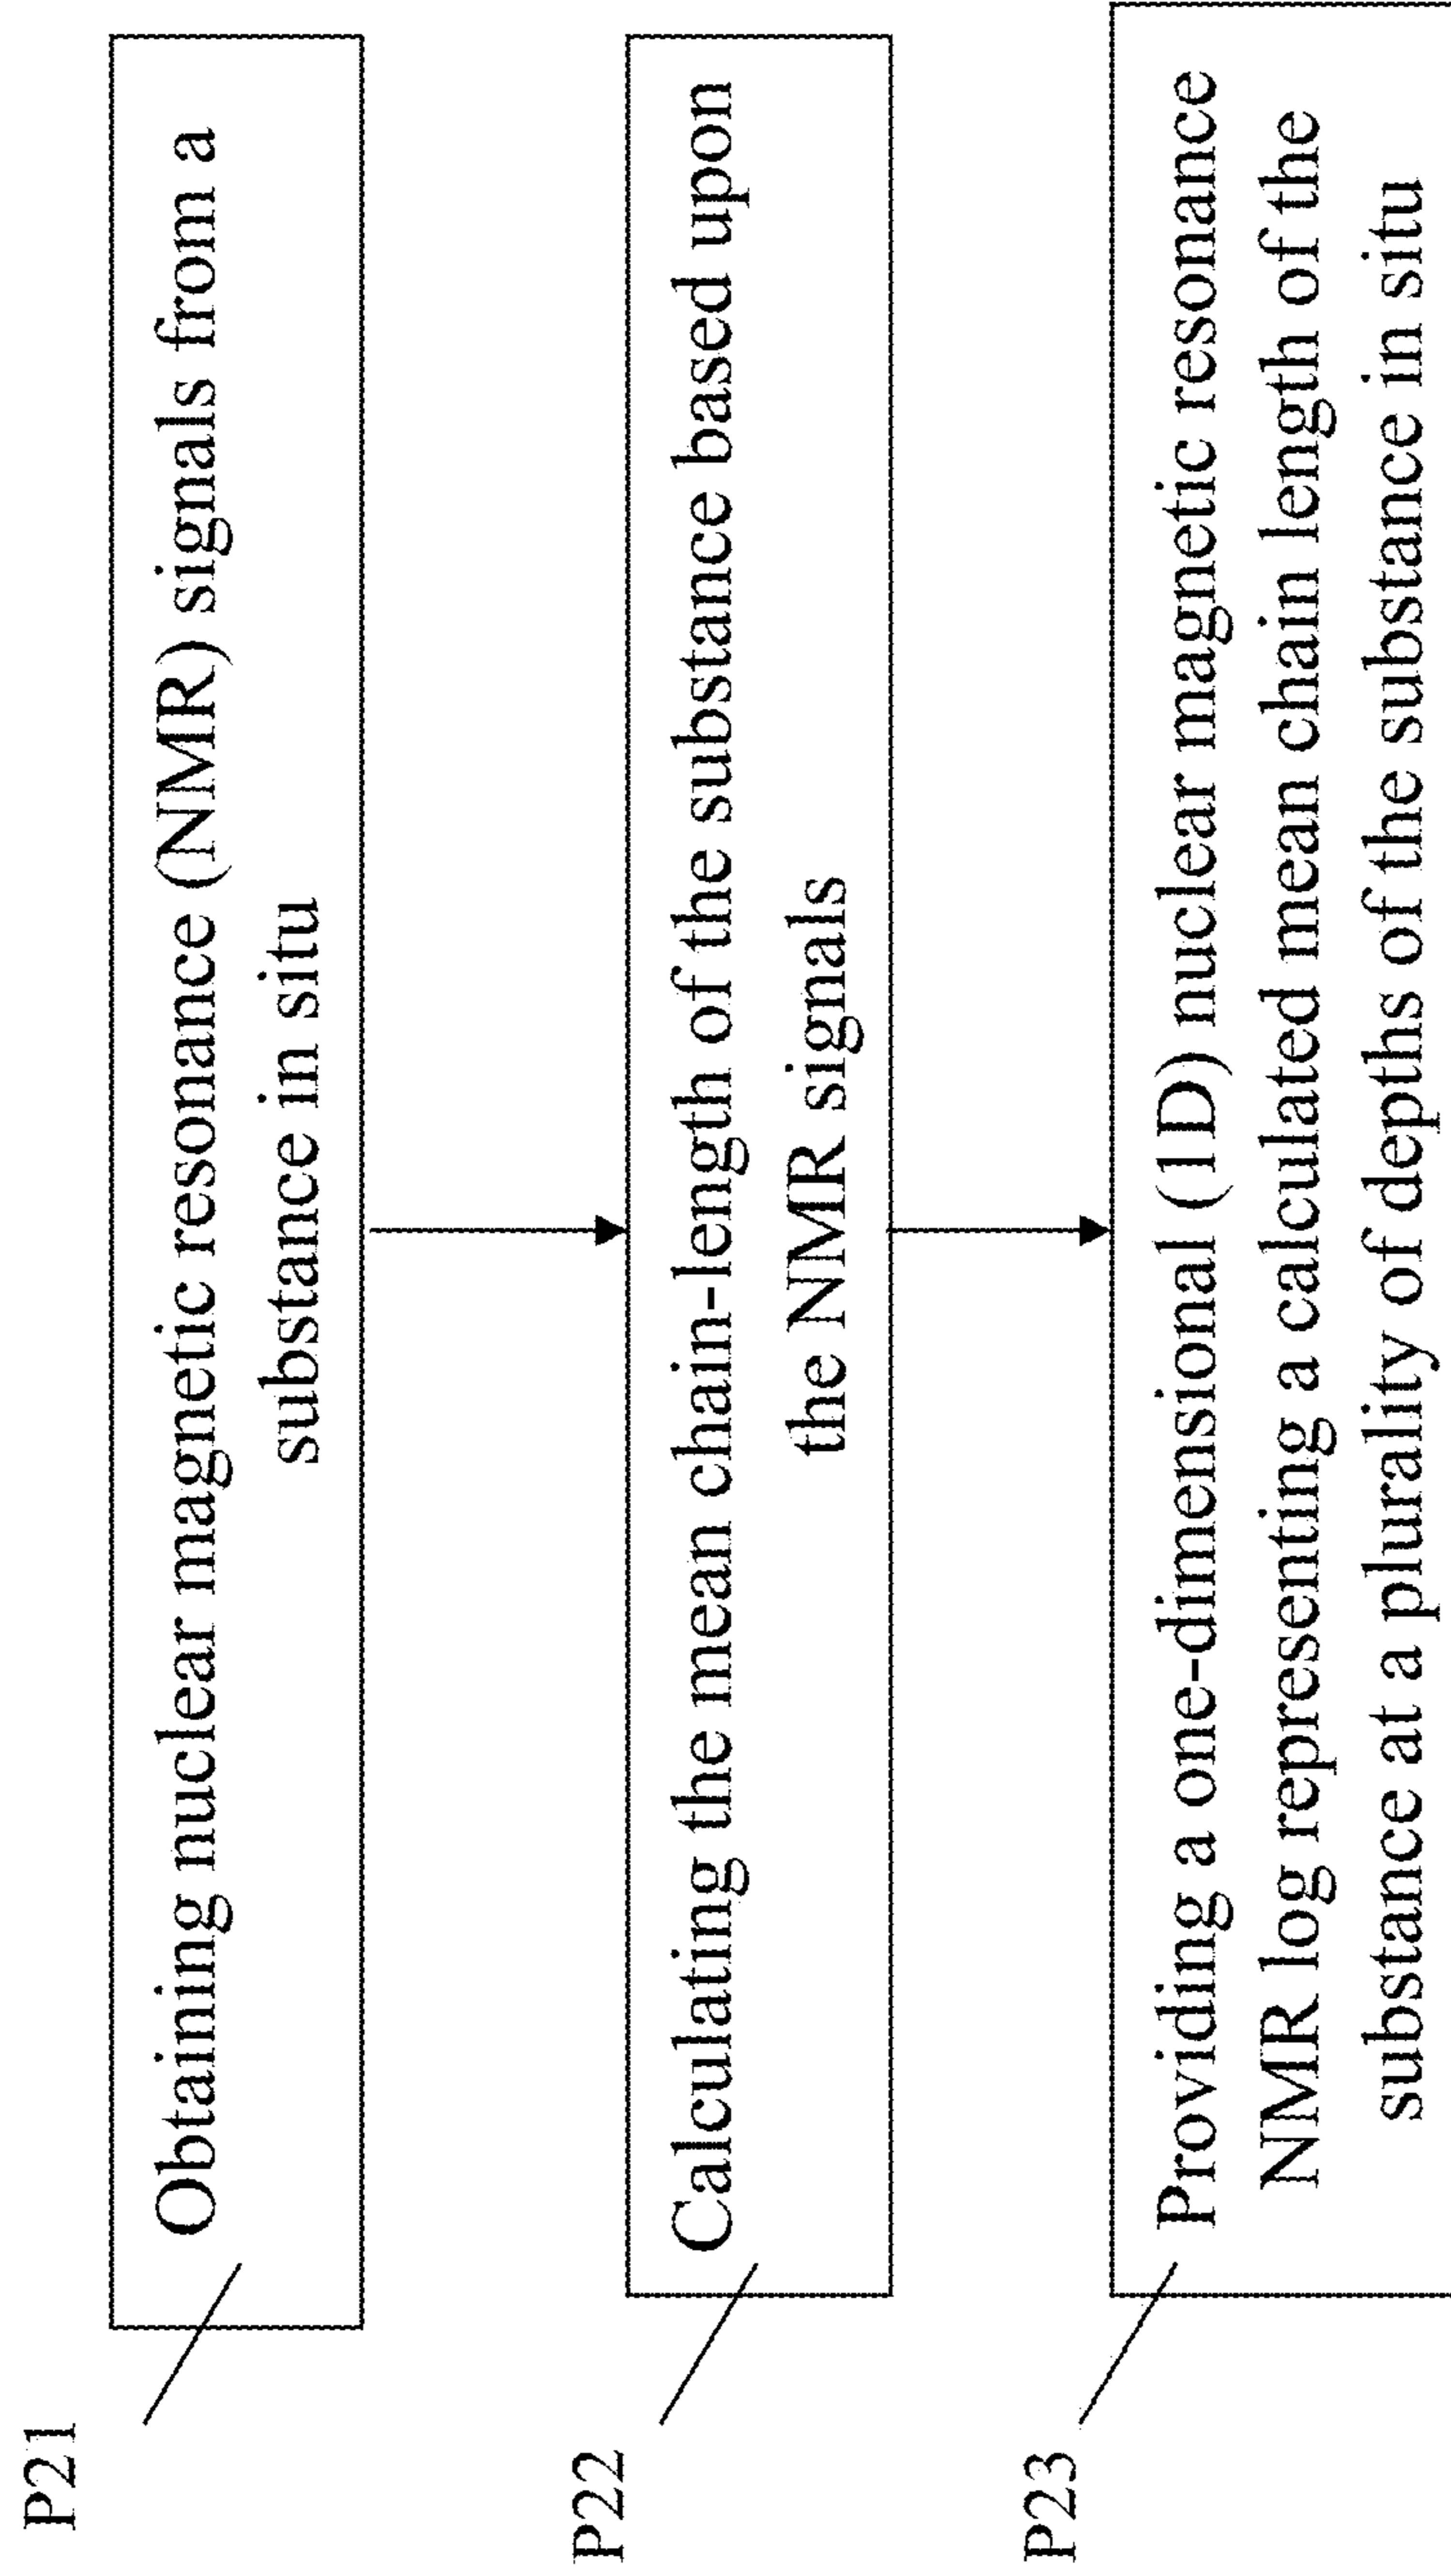 P21
Obtaining nuclear magnetic resonance (NMR) signals from a
substance in situ
P22
Calculating the mean chain-length of the substance based upon
the NMR signals
P23
Providing a one-dimensional (1D) nuclear magnetic resonance
NMR log representing a calculated mean chain length of the
substance at a plurality of depths of the substance in situ